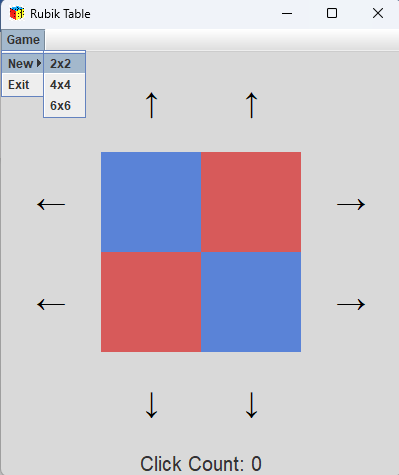 Rubik Table
Game
New 2x2
Exit 4x4
6x6
Click Count: 0